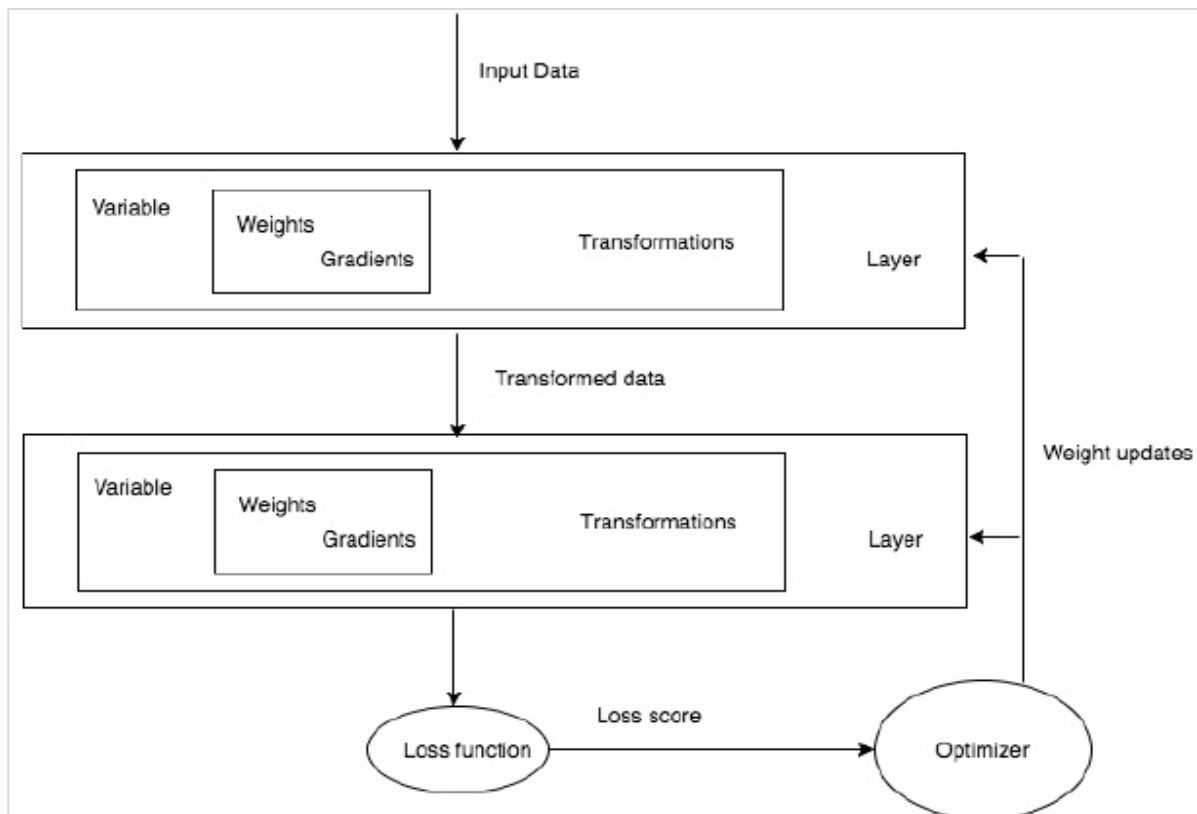 Input Data
Variable
Weights
Gradients
Transformations
Layer
Transformed data
Variable
Weights
Gradients
Transformations
Layer
Weight updates
Loss score
Loss function
Optimizer